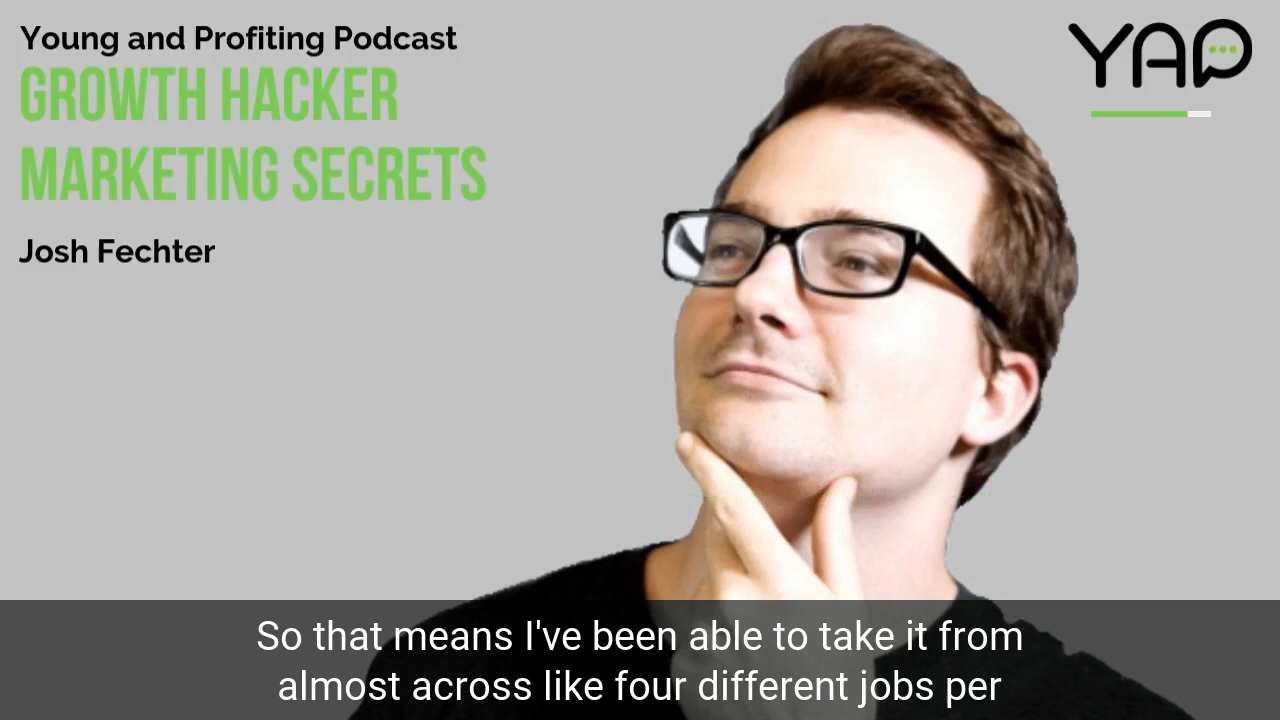 Young and Profiting Podcast
GROWTH HACKER
MARKETING SECRETS
Josh Fechter
YAP
So that means I've been able to take it from
almost across like four different jobs per